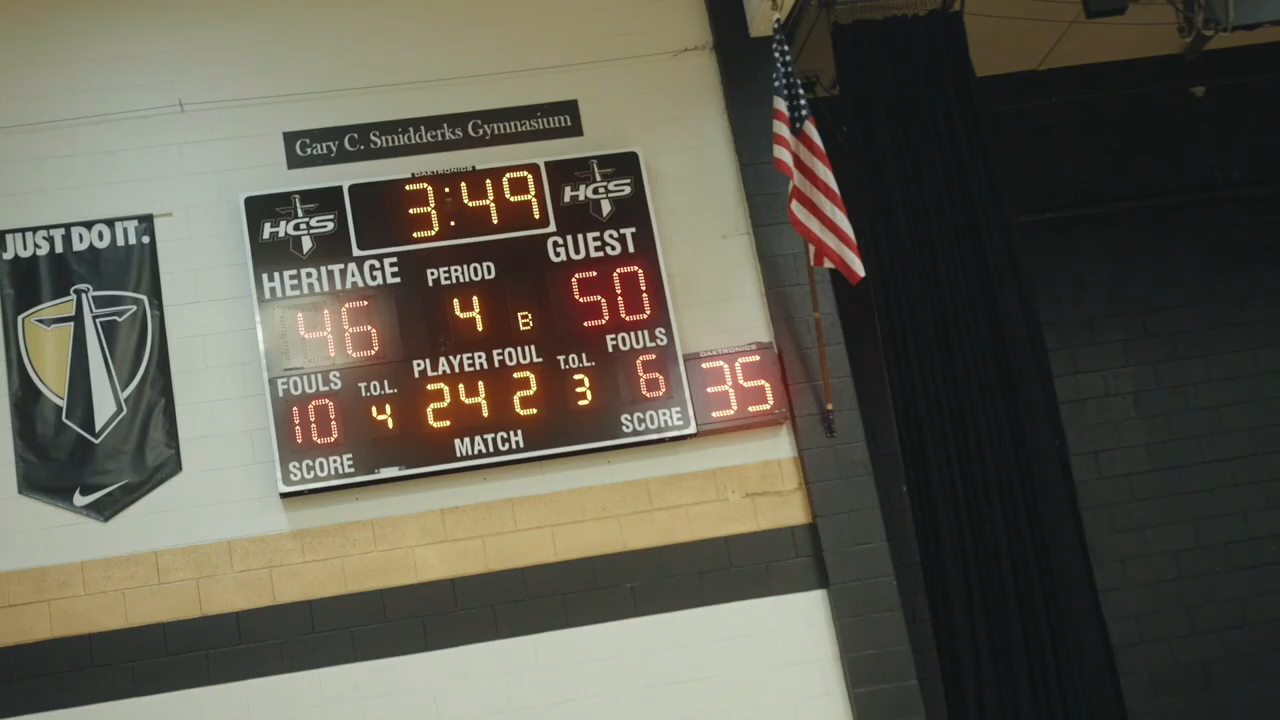 Gary C. Smidderks Gymnasium
DAKTRONICS
HCS
3:49
HCS
JUST DO IT.
HERITAGE
PERIOD
GUEST
46
4
B
50
PLAYER FOUL
FOULS
T.O.L.
T.O.L.
FOULS
10
4
24 2
3
6
DAKTRONICS
35
SCORE
MATCH
SCORE